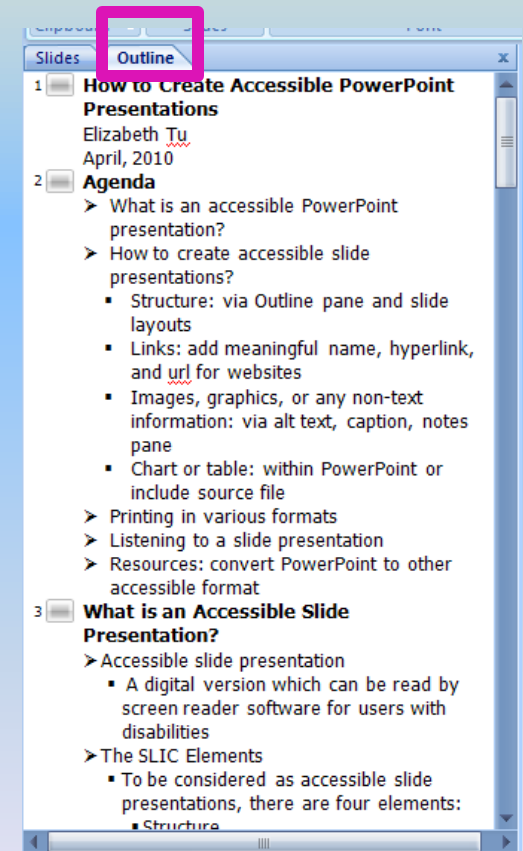 Slides Outline x
1 How to Create Accessible PowerPoint
Presentations
Elizabeth Tu
April, 2010
2 Agenda
➢ What is an accessible PowerPoint
presentation?
➢ How to create accessible slide
presentations?
▪ Structure: via Outline pane and slide
layouts
▪ Links: add meaningful name, hyperlink,
and url for websites
▪ Images, graphics, or any non-text
information: via alt text, caption, notes
pane
▪ Chart or table: within PowerPoint or
include source file
➢ Printing in various formats
➢ Listening to a slide presentation
➢ Resources: convert PowerPoint to other
accessible format
3 What is an Accessible Slide
Presentation?
➢ Accessible slide presentation
▪ A digital version which can be read by
screen reader software for users with
disabilities
➢ The SLIC Elements
▪ To be considered as accessible slide
presentations, there are four elements:
▪ Structure